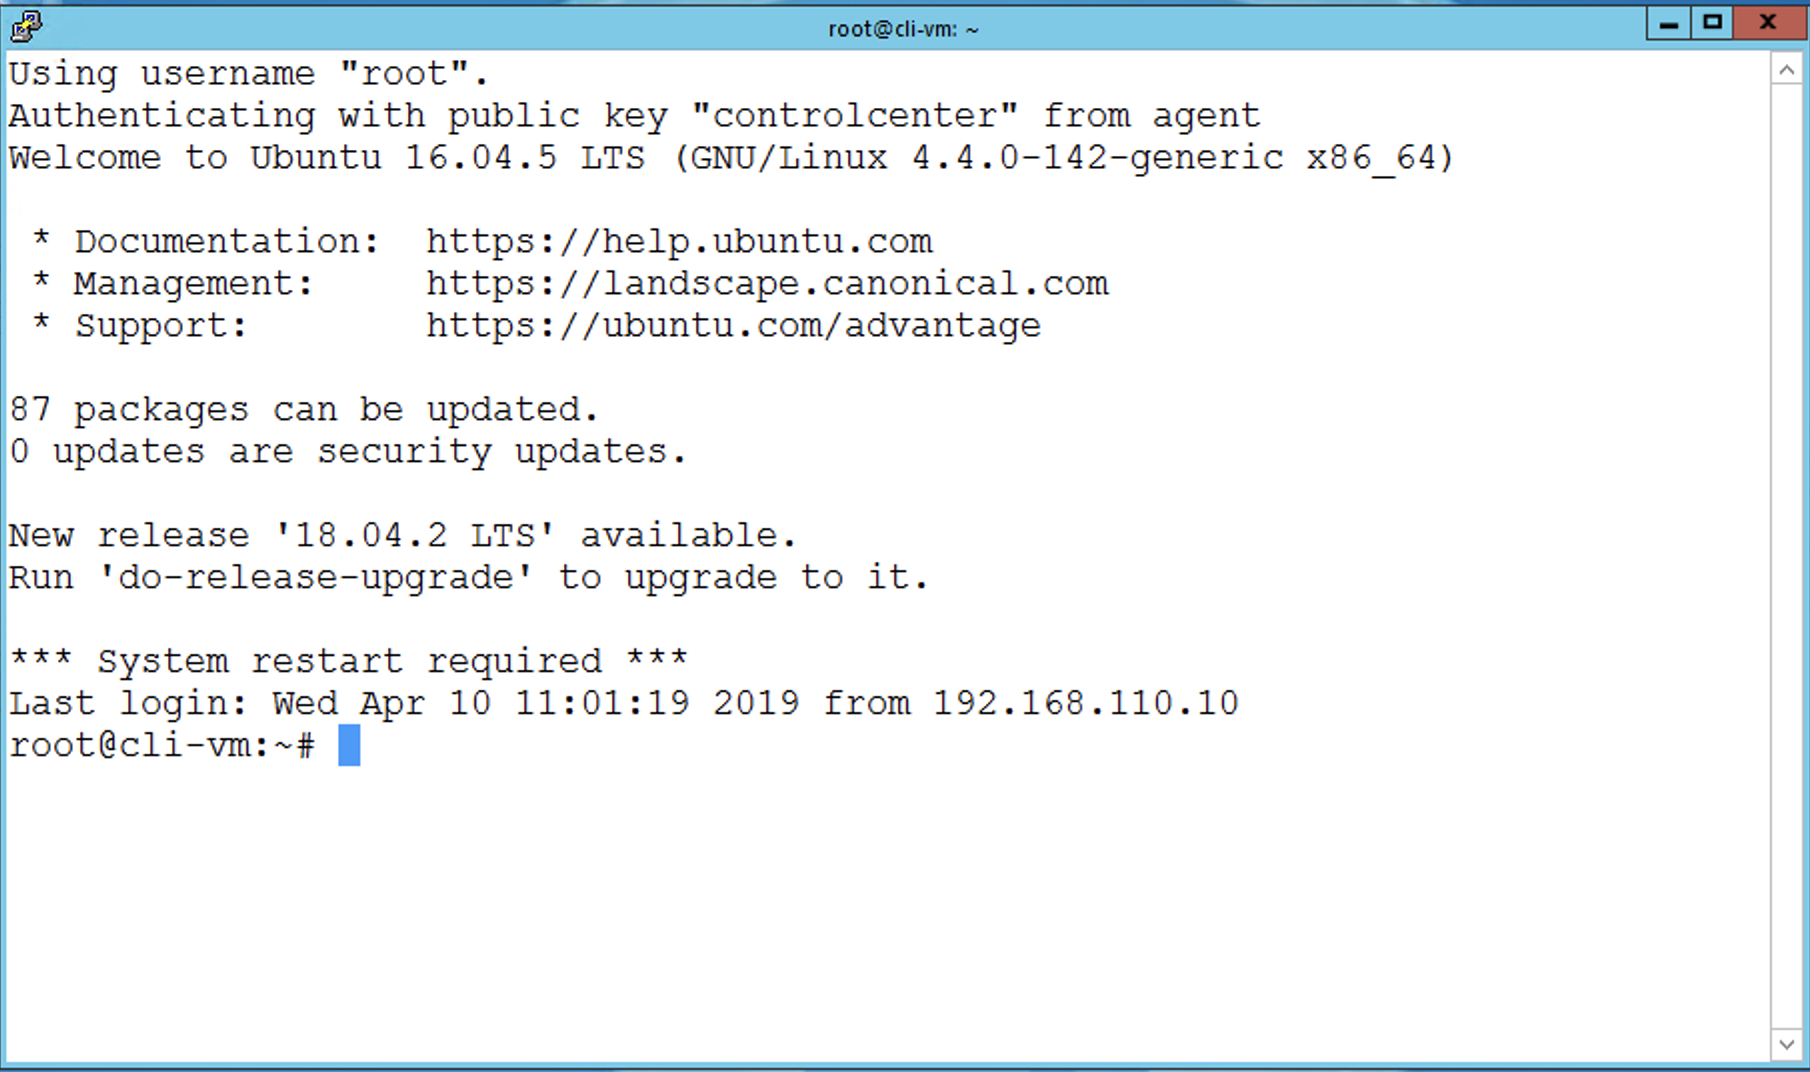 root@cli-vm: ~
Using username "root".
Authenticating with public key "controlcenter" from agent
Welcome to Ubuntu 16.04.5 LTS (GNU/Linux 4.4.0-142-generic x86_64)
* Documentation:  https://help.ubuntu.com
* Management:     https://landscape.canonical.com
* Support:        https://ubuntu.com/advantage
87 packages can be updated.
0 updates are security updates.
New release '18.04.2 LTS' available.
Run 'do-release-upgrade' to upgrade to it.
*** System restart required ***
Last login: Wed Apr 10 11:01:19 2019 from 192.168.110.10
root@cli-vm:~#